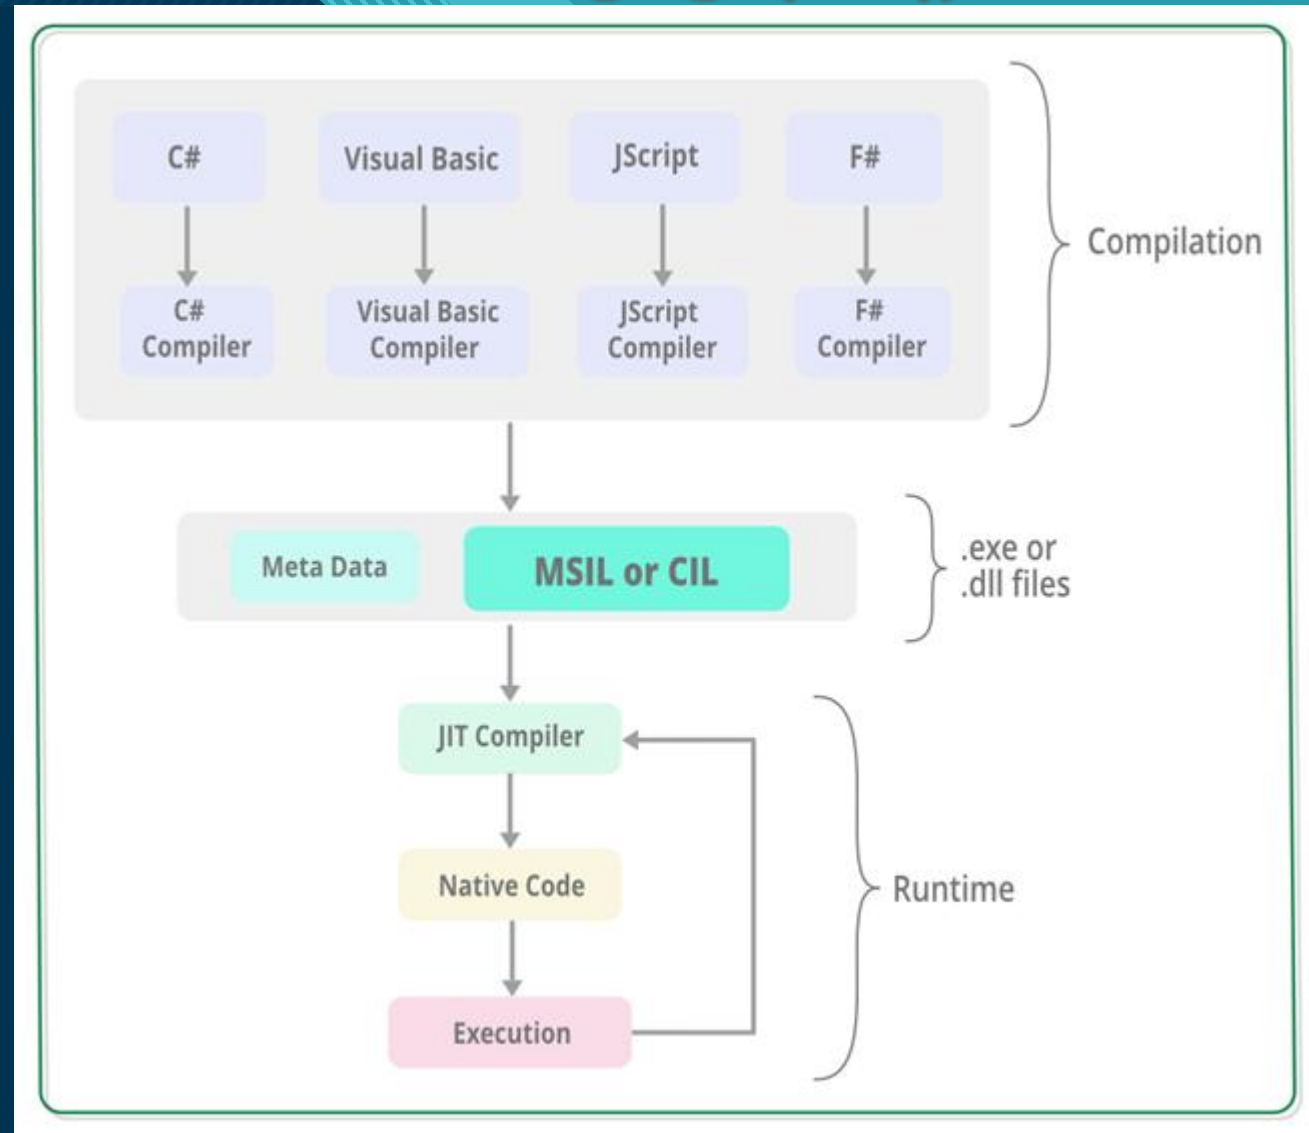 C#
Visual Basic
JScript
F#
C#
Compiler
Visual Basic
Compiler
JScript
Compiler
F#
Compiler
Compilation
Meta Data
MSIL or CIL
.exe or
.dll files
JIT Compiler
Native Code
Execution
Runtime